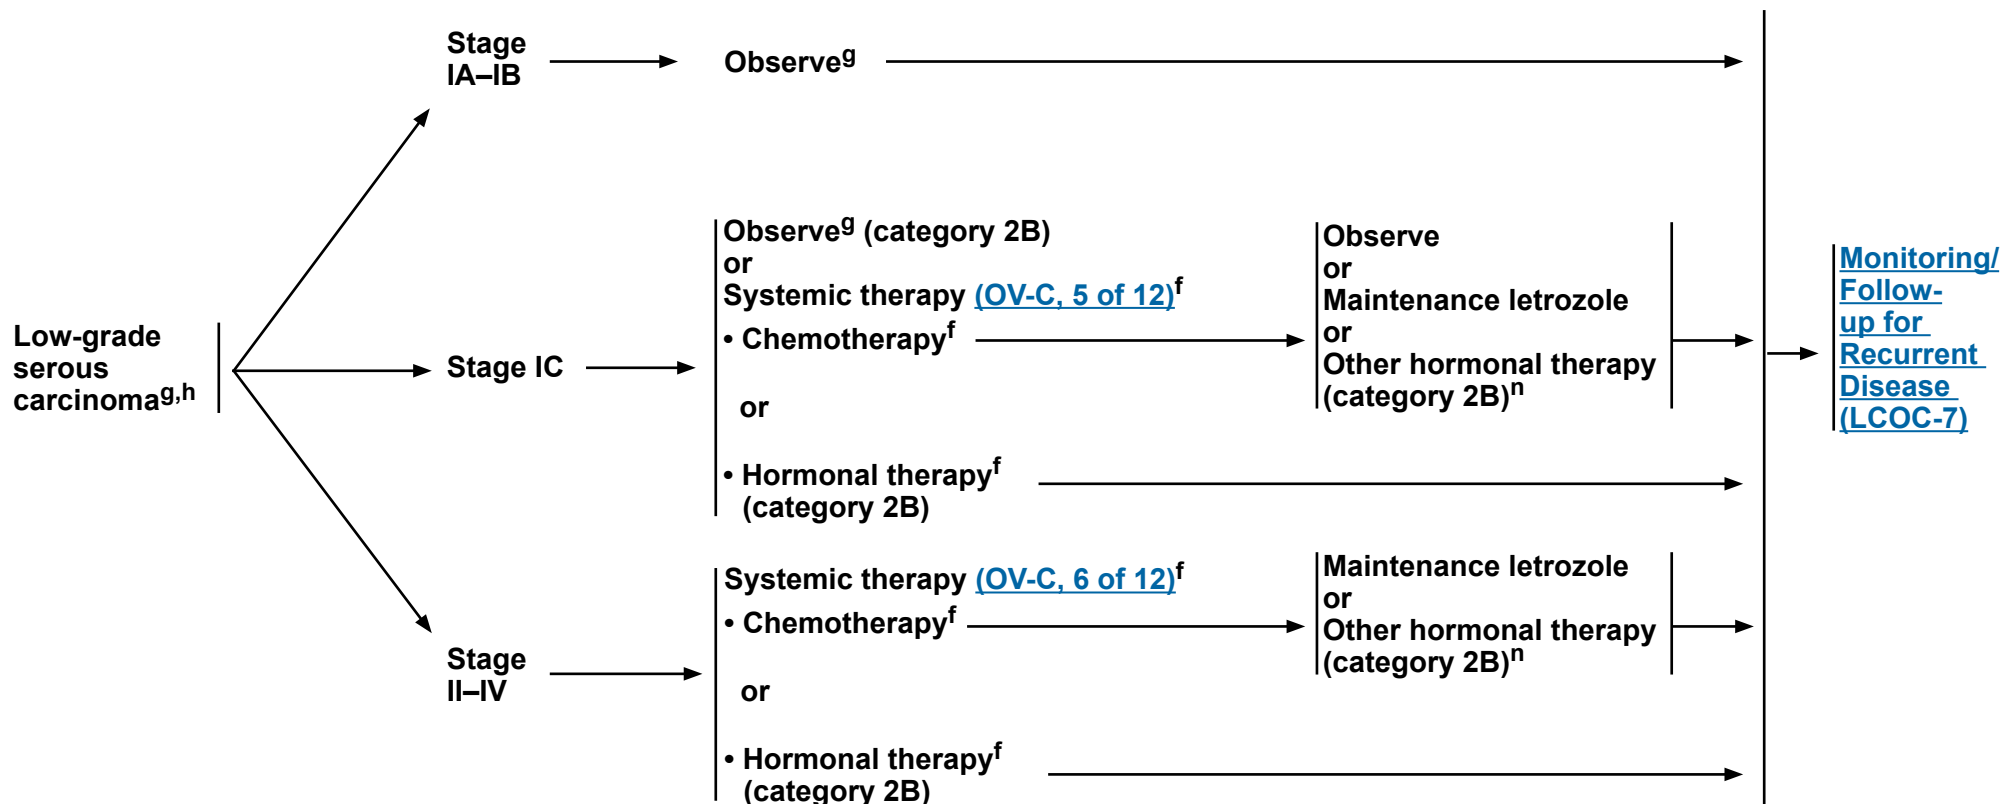 Low-grade
serous
carcinomag,h
Stage
IA–IB
Observeg
Stage IC
Observeg (category 2B)
or
Systemic therapy (OV-C, 5 of 12)f
• Chemotherapyf
or
• Hormonal therapyf
(category 2B)
Observe
or
Maintenance letrozole
or
Other hormonal therapy
(category 2B)n
Stage
II–IV
Systemic therapy (OV-C, 6 of 12)f
• Chemotherapyf
or
• Hormonal therapyf
(category 2B)
Maintenance letrozole
or
Other hormonal therapy
(category 2B)n
Monitoring/
Follow-
up for
Recurrent
Disease
(LCOC-7)